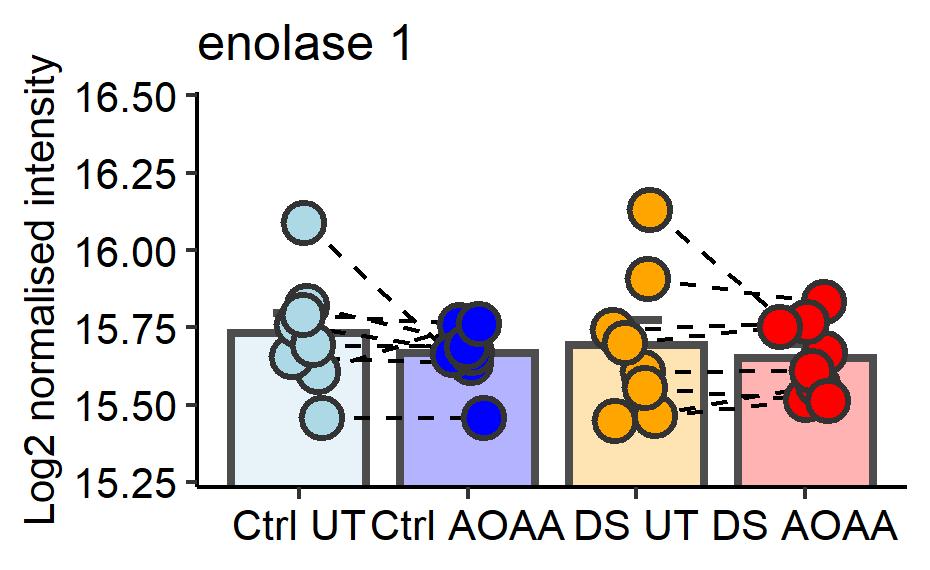 enolase 1
Log2 normalised intensity
16.50
16.25
16.00
15.75
15.50
15.25
Ctrl UT Ctrl AOAA DS UT DS AOAA